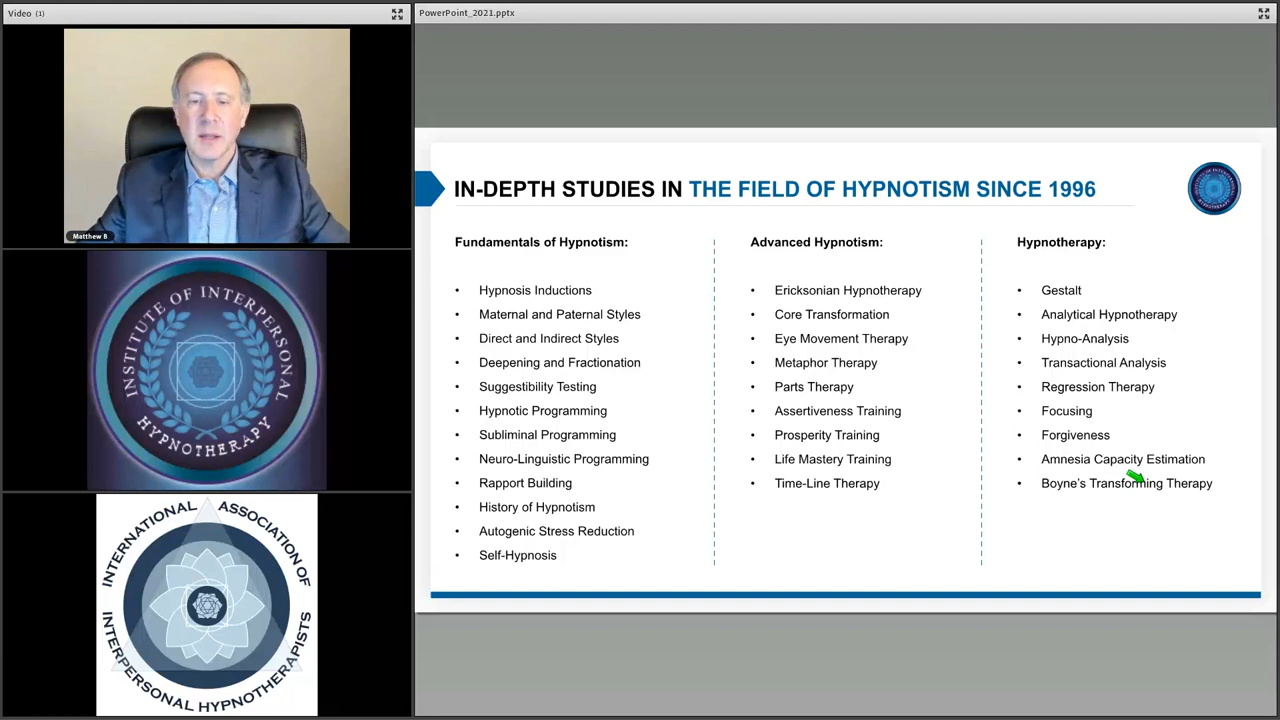 Video (1)
PowerPoint_2021.pptx
Matthew B
INSTITUTE OF INTERPERSONAL
HYPNOTHERAPY
INTERNATIONAL ASSOCIATION OF
INTERPERSONAL HYPNOTHERAPISTS
IN-DEPTH STUDIES IN THE FIELD OF HYPNOTISM SINCE 1996
Fundamentals of Hypnotism:
• Hypnosis Inductions
• Maternal and Paternal Styles
• Direct and Indirect Styles
• Deepening and Fractionation
• Suggestibility Testing
• Hypnotic Programming
• Subliminal Programming
• Neuro-Linguistic Programming
• Rapport Building
• History of Hypnotism
• Autogenic Stress Reduction
• Self-Hypnosis
Advanced Hypnotism:
• Ericksonian Hypnotherapy
• Core Transformation
• Eye Movement Therapy
• Metaphor Therapy
• Parts Therapy
• Assertiveness Training
• Prosperity Training
• Life Mastery Training
• Time-Line Therapy
Hypnotherapy:
• Gestalt
• Analytical Hypnotherapy
• Hypno-Analysis
• Transactional Analysis
• Regression Therapy
• Focusing
• Forgiveness
• Amnesia Capacity Estimation
• Boyne's Transforming Therapy